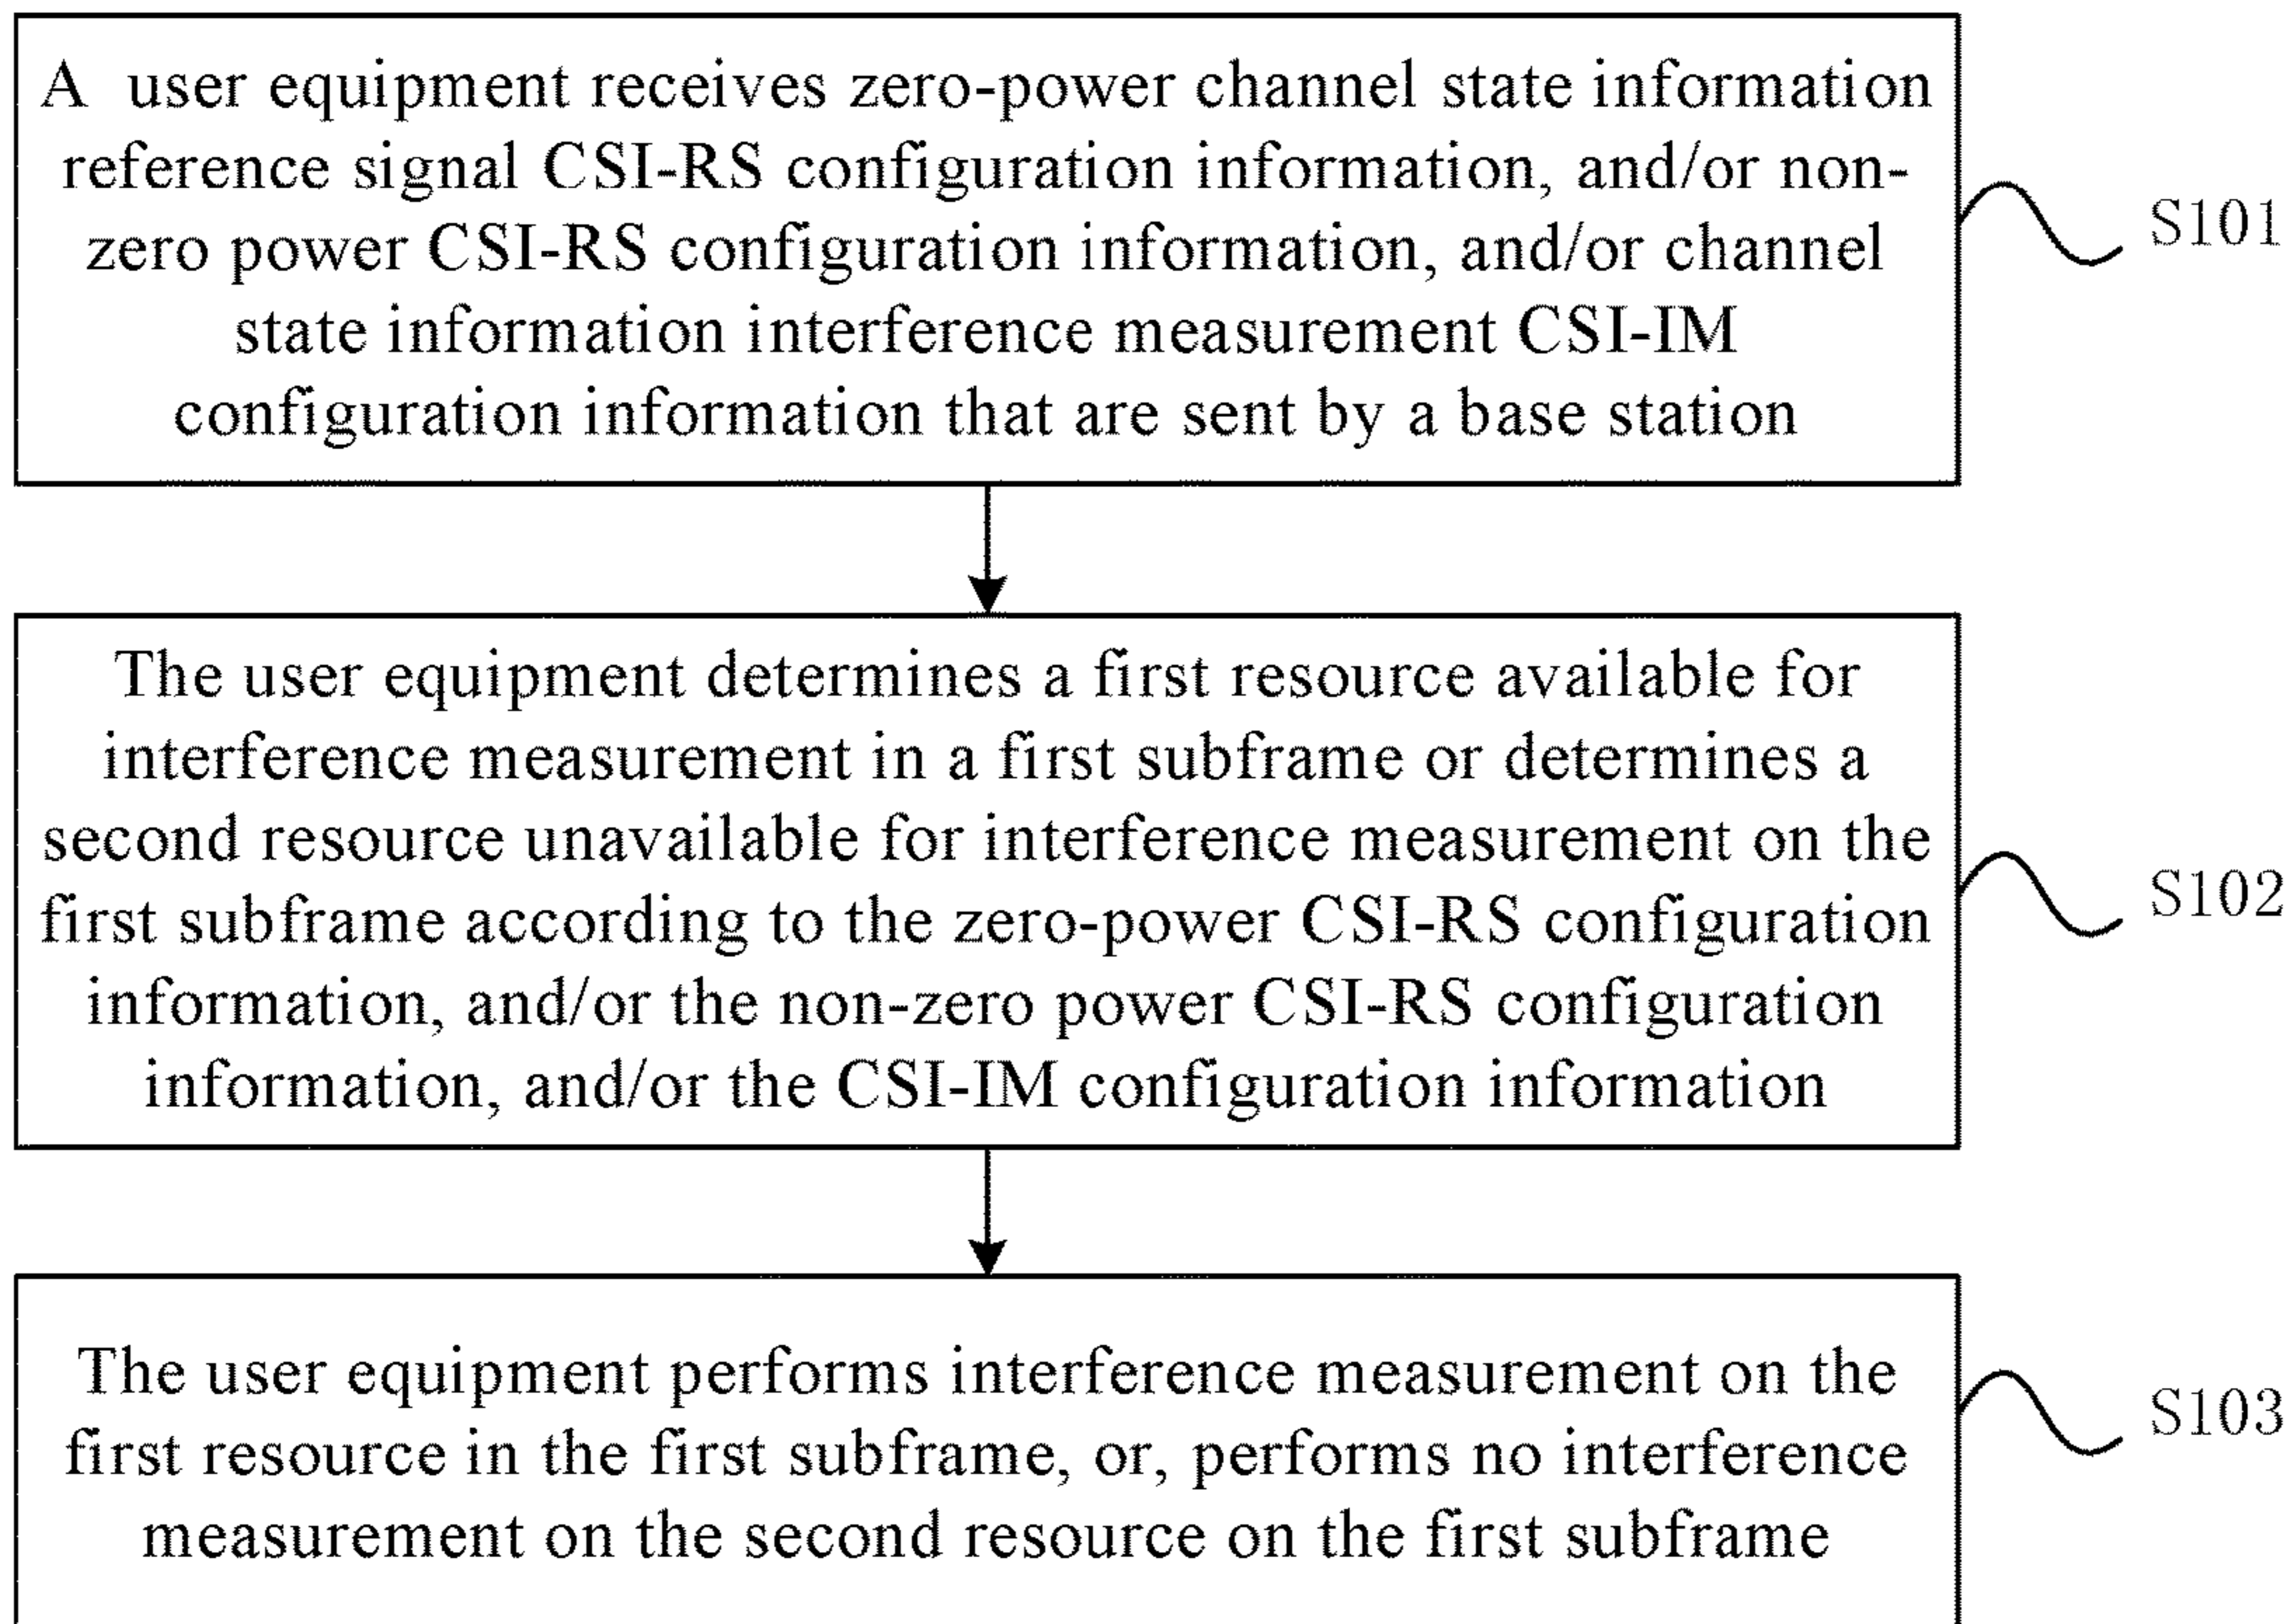 A user equipment receives zero-power channel state information
reference signal CSI-RS configuration information, and/or non-
zero power CSI-RS configuration information, and/or channel
state information interference measurement CSI-IM
configuration information that are sent by a base station
S101
The user equipment determines a first resource available for
interference measurement in a first subframe or determines a
second resource unavailable for interference measurement on the
first subframe according to the zero-power CSI-RS configuration
information, and/or the non-zero power CSI-RS configuration
information, and/or the CSI-IM configuration information
S102
The user equipment performs interference measurement on the
first resource in the first subframe, or, performs no interference
measurement on the second resource on the first subframe
S103